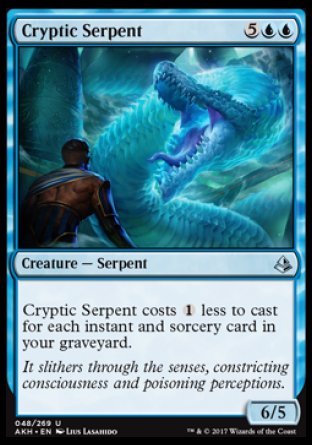 Cryptic Serpent 5
Creature — Serpent
Cryptic Serpent costs 1 less to cast
for each instant and sorcery card in
your graveyard.
It slithers through the senses, constricting
consciousness and poisoning perceptions.
6/5
048/269 U
AKH • EN Lius Lasahido
™ & © 2017 Wizards of the Coast